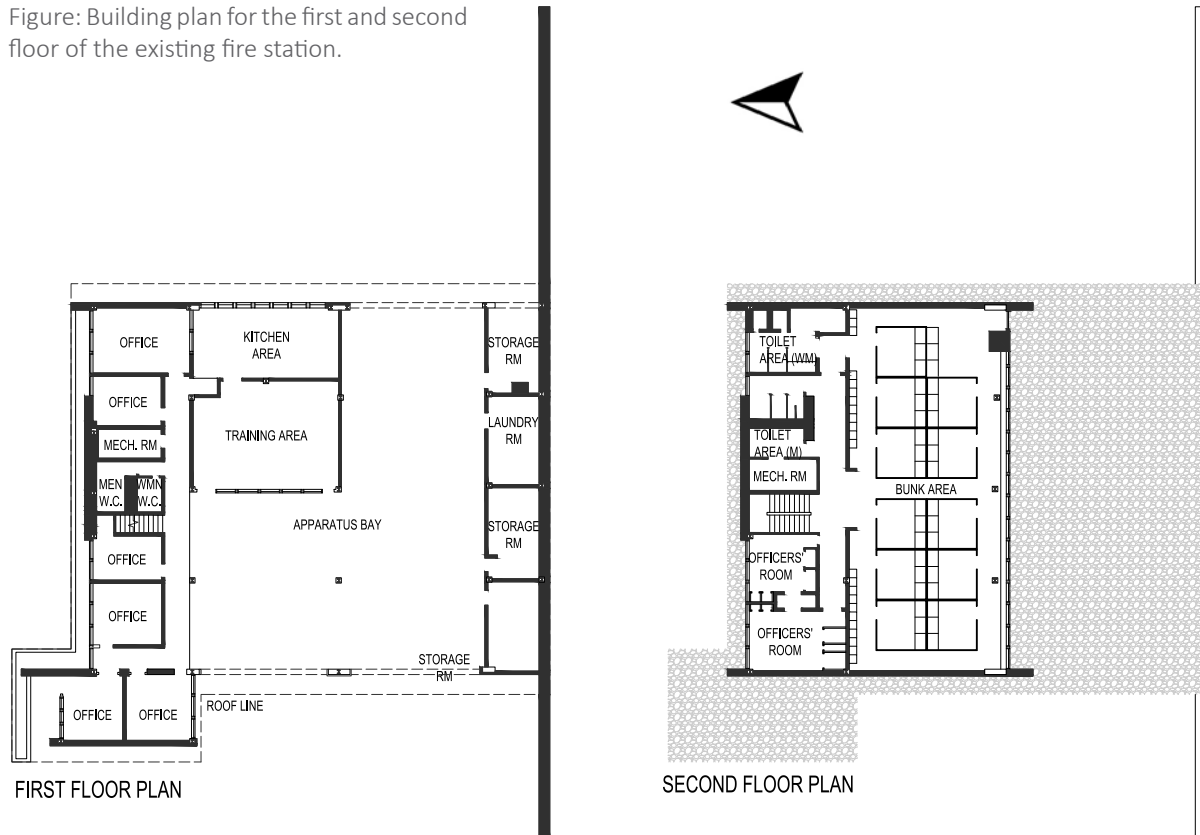 Figure: Building plan for the first and second
floor of the existing fire station.
OFFICE
KITCHEN
AREA
STORAGE
RM
OFFICE
LAUNDRY
RM
TRAINING AREA
MECH. RM
MEN
W.C.
WMN
W.C.
APPARATUS BAY
STORAGE
RM
OFFICE
OFFICE
STORAGE
RM
OFFICE
OFFICE
ROOF LINE
FIRST FLOOR PLAN
TOILET
AREA (WM)
TOILET
AREA (M)
MECH. RM
BUNK AREA
OFFICERS'
ROOM
OFFICERS'
ROOM
SECOND FLOOR PLAN